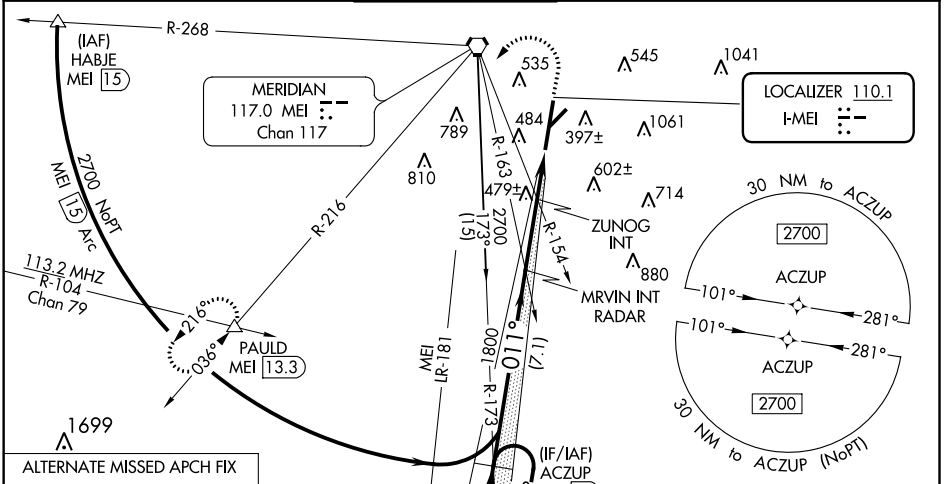 (IAF)
HABJE
MEI 15
R-268
MERIDIAN
117.0 MEI
Chan 117
535
545
1041
LOCALIZER 110.1
I-MEI
789
484
397±
1061
810
R-163
479±
602±
714
2700 NoPT
MEI 15 Arc
R-216
2700
173°
(15)
ZUNOG
INT
R-154
880
MRVIN INT
RADAR
30 NM to ACZUP
2700
ACZUP
101°
281°
101°
281°
ACZUP
2700
30 NM to ACZUP (NoPT)
113.2 MHZ
R-104
Chan 79
216°
036°
PAULD
MEI 13.3
MEI
LR-181
1800
R-173
011°
(7.1)
(IF/IAF)
ACZUP
1699
ALTERNATE MISSED APCH FIX